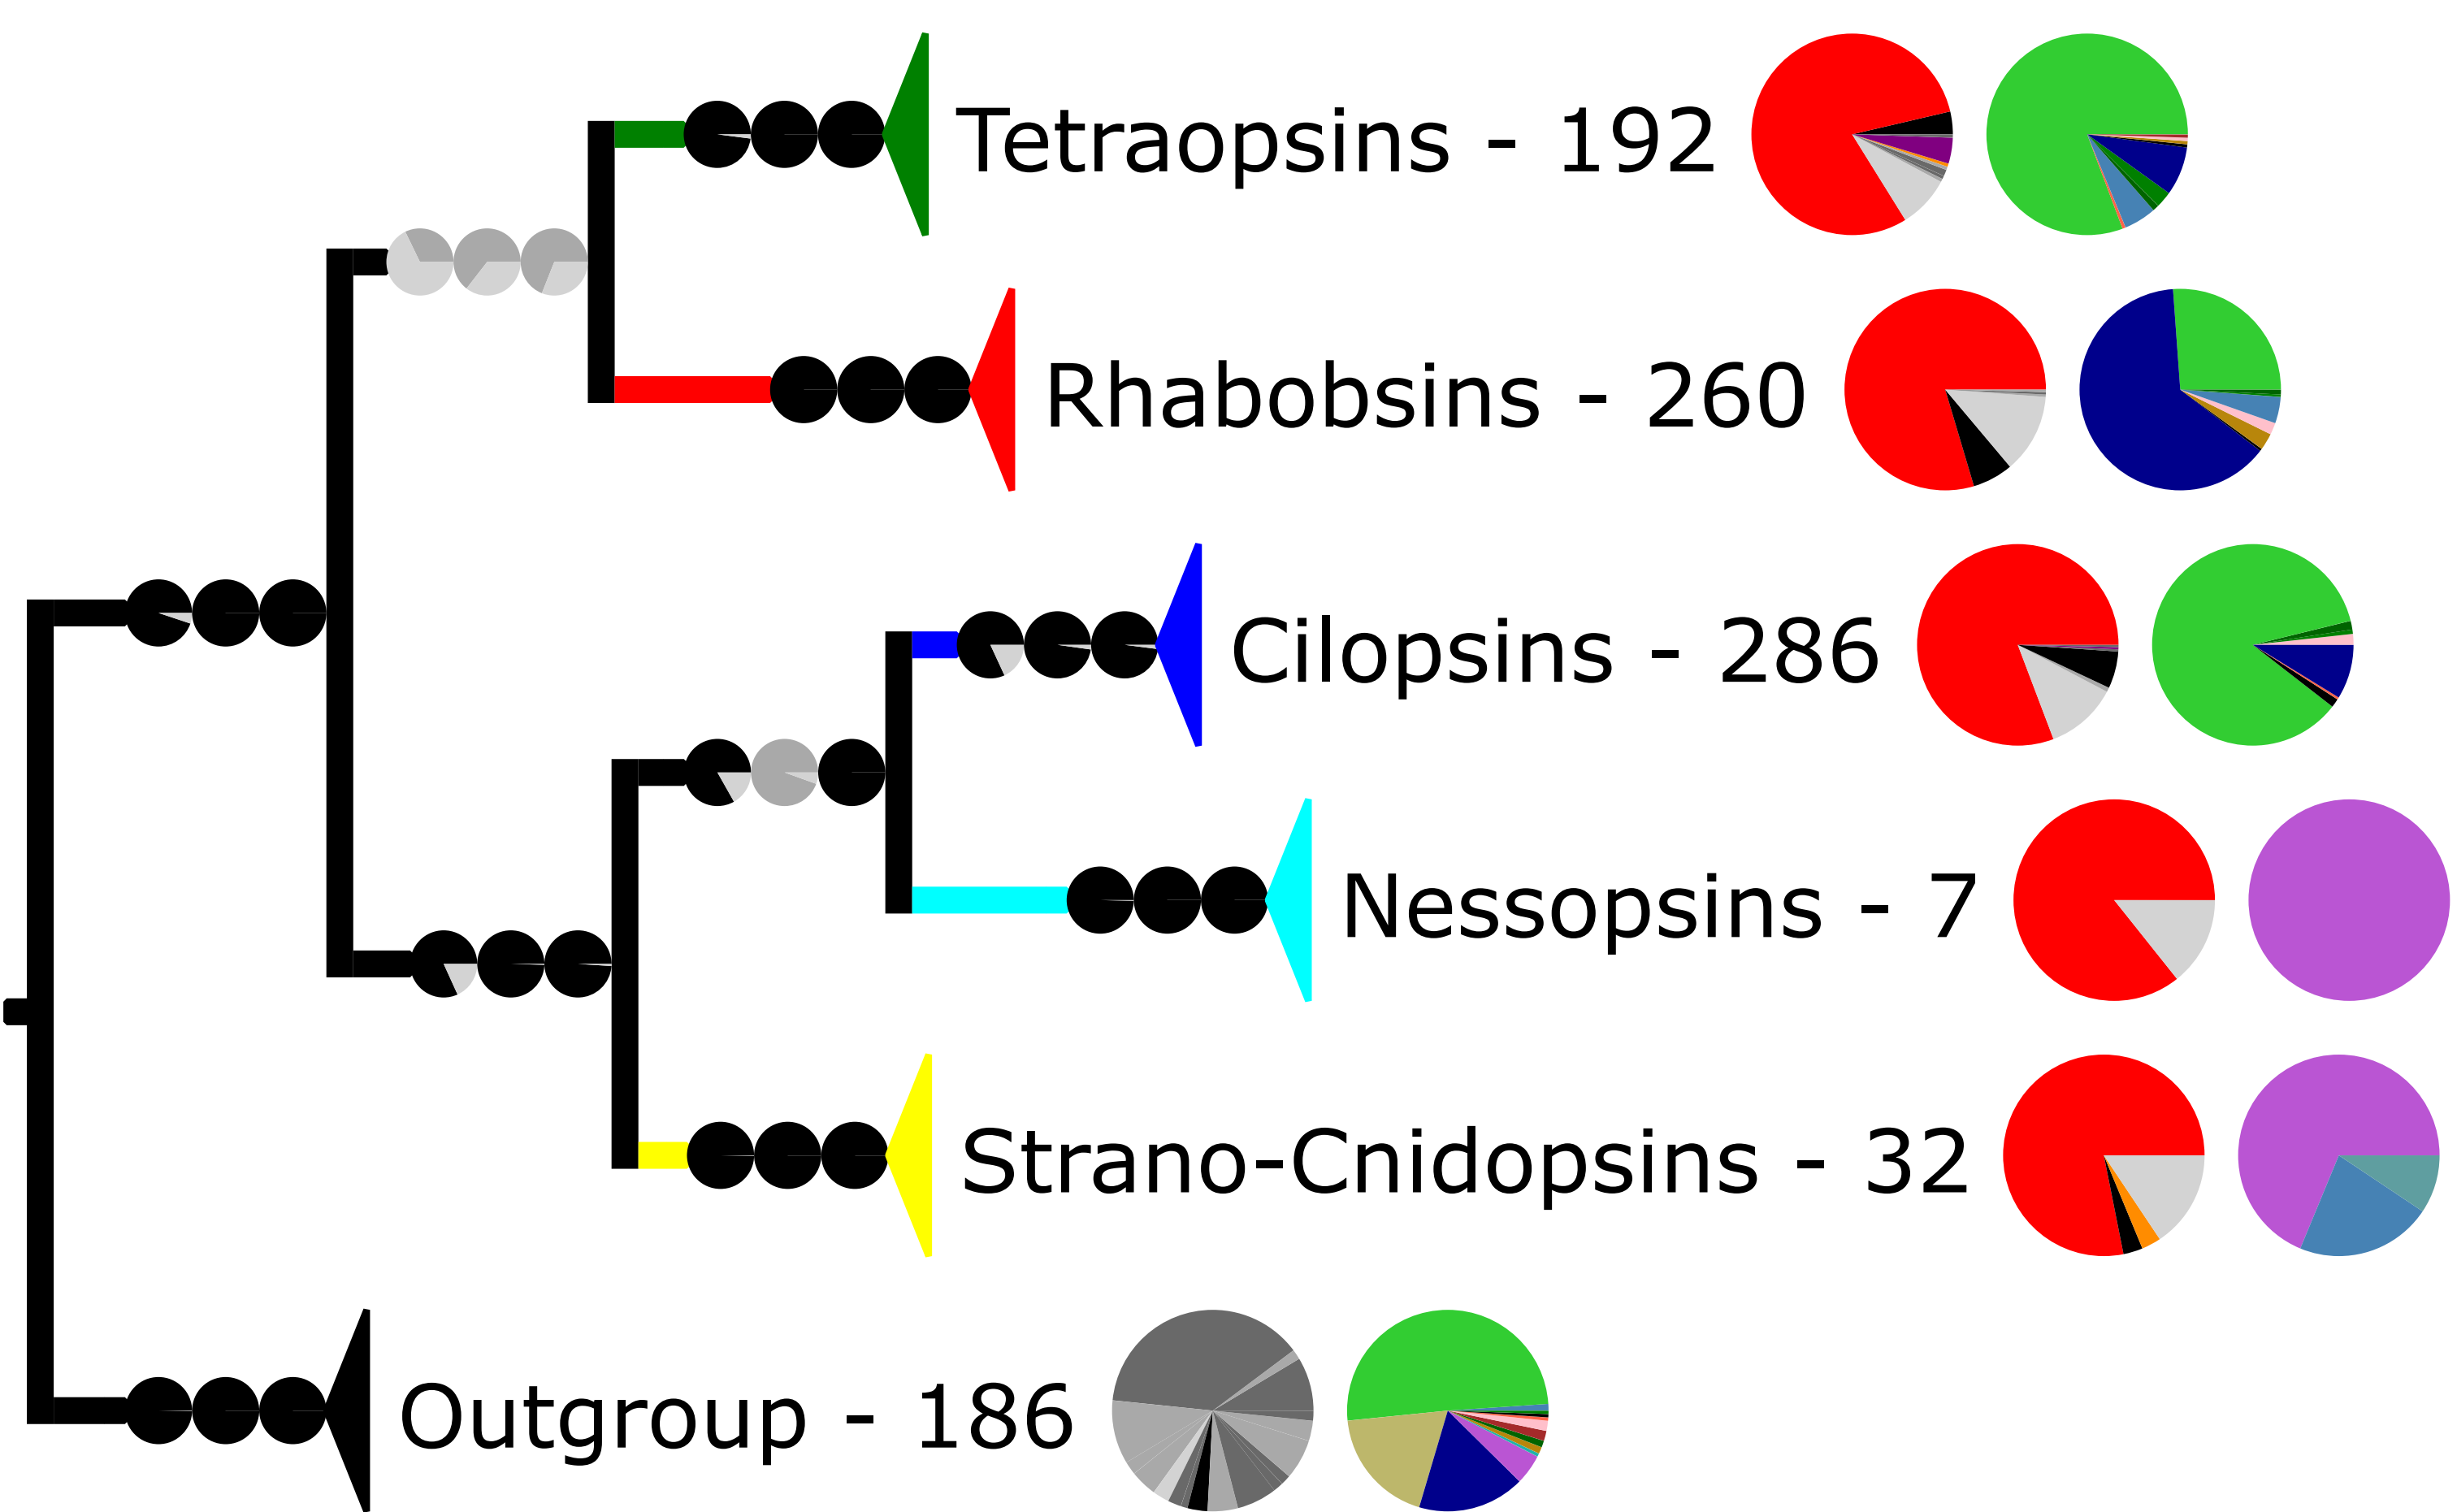 Tetraopsins - 192
Rhabobsins - 260
Cilopsins - 286
Nessopsins - 7
Strano-Cnidopsins - 32
Outgroup - 186